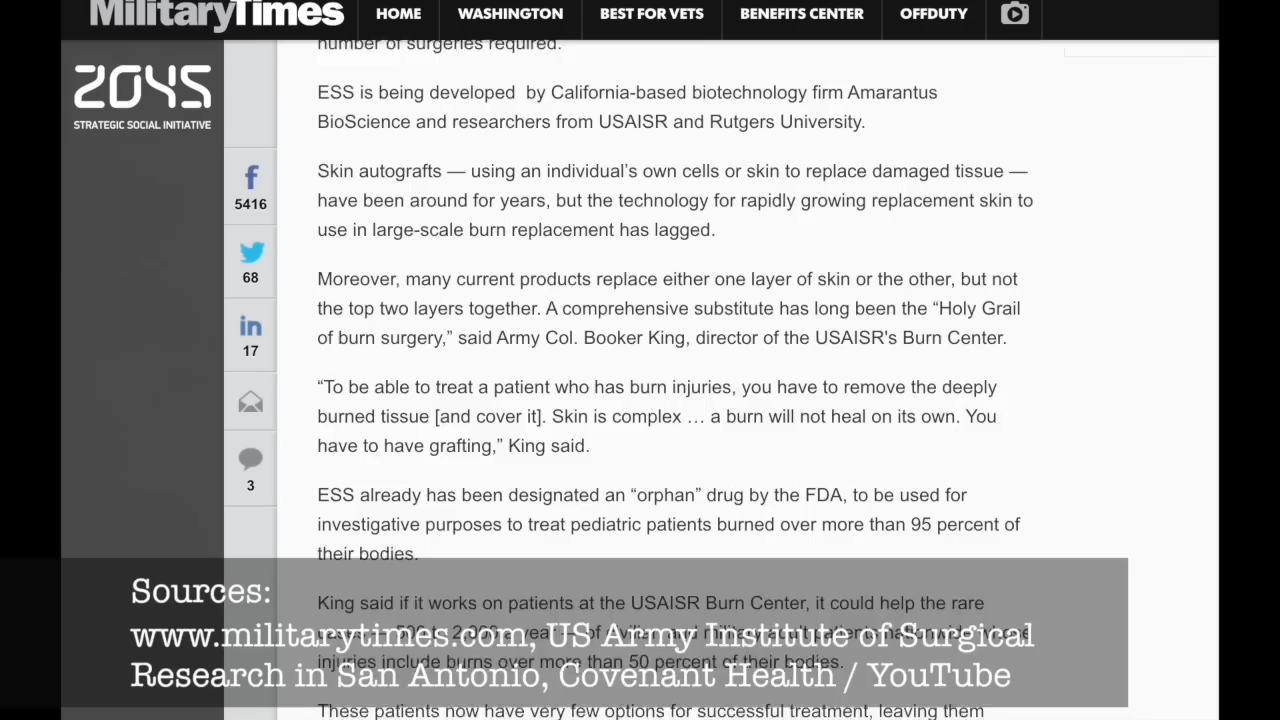 MilitaryTimes
HOME WASHINGTON BEST FOR VETS BENEFITS CENTER OFFDUTY
2045
STRATEGIC SOCIAL INITIATIVE
f
5416
68
in
17
3
number of surgeries required.
ESS is being developed by California-based biotechnology firm Amarantus
BioScience and researchers from USAISR and Rutgers University.
Skin autografts — using an individual’s own cells or skin to replace damaged tissue —
have been around for years, but the technology for rapidly growing replacement skin to
use in large-scale burn replacement has lagged.
Moreover, many current products replace either one layer of skin or the other, but not
the top two layers together. A comprehensive substitute has long been the “Holy Grail
of burn surgery,” said Army Col. Booker King, director of the USAISR's Burn Center.
“To be able to treat a patient who has burn injuries, you have to remove the deeply
burned tissue [and cover it]. Skin is complex … a burn will not heal on its own. You
have to have grafting,” King said.
ESS already has been designated an “orphan” drug by the FDA, to be used for
investigative purposes to treat pediatric patients burned over more than 95 percent of
their bodies.
King said if it works on patients at the USAISR Burn Center, it could help the rare
injuries include burns over more than 50 percent of their bodies.
These patients now have very few options for successful treatment, leaving them
Sources:
www.militarytimes.com, US Army Institute of Surgical
Research in San Antonio, Covenant Health / YouTube